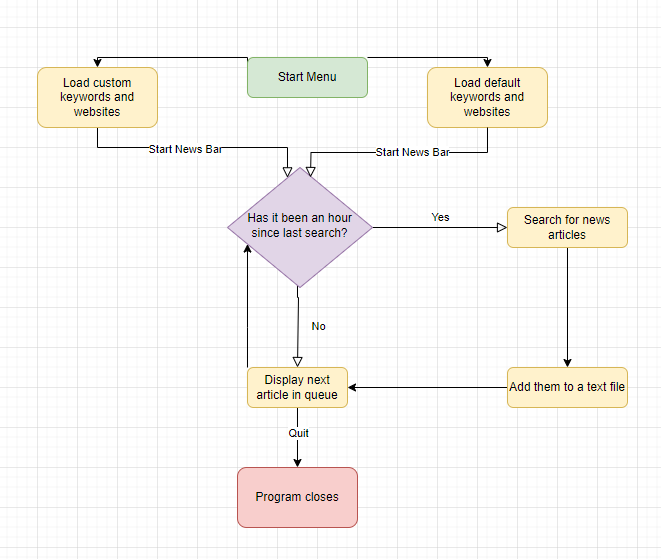 Start Menu
Load custom
keywords and
websites
Load default
keywords and
websites
Start News Bar
Start News Bar
Has it been an hour
since last search?
Yes
Search for news
articles
No
Display next
article in queue
Add them to a text file
Quit
Program closes